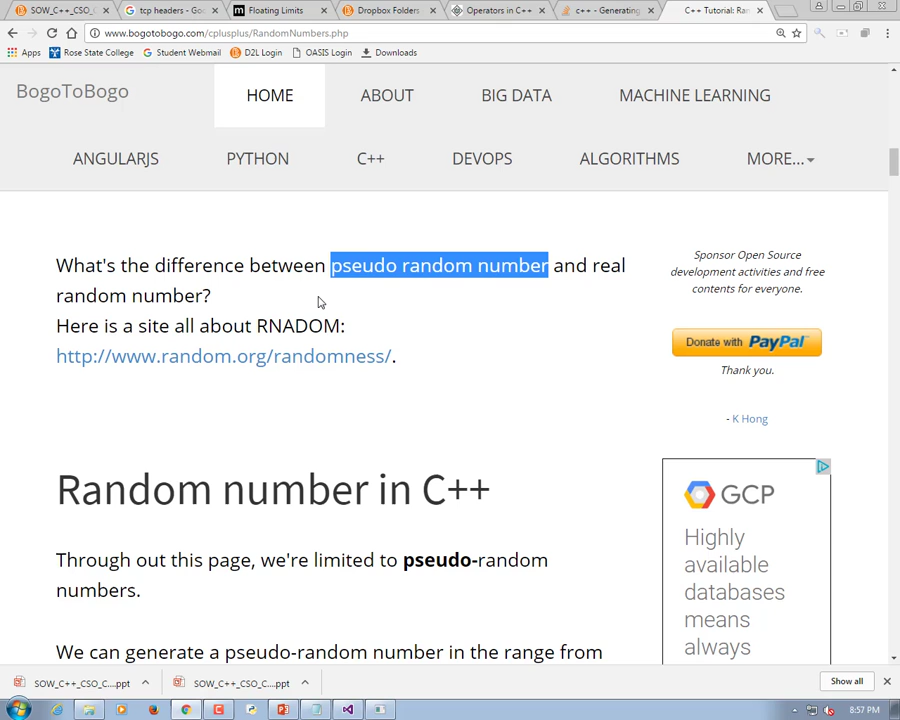 SOW_C++_CSO_C
tcp headers - Goo
Floating Limits
Dropbox Folders
Operators in C++
c++ - Generating
C++ Tutorial: Ran
www.bogotobogo.com/cplusplus/RandomNumbers.php
Apps
Rose State College
Student Webmail
D2L Login
OASIS Login
Downloads
BogoToBogo
HOME
ABOUT
BIG DATA
MACHINE LEARNING
ANGULARJS
PYTHON
C++
DEVOPS
ALGORITHMS
MORE...
What's the difference between pseudo random number and real
random number?
Here is a site all about RNADOM:
http://www.random.org/randomness/.
Sponsor Open Source
development activities and free
contents for everyone.
Donate with PayPal
Thank you.
- K Hong
Random number in C++
Through out this page, we're limited to pseudo-random
numbers.
We can generate a pseudo-random number in the range from
GCP
Highly
available
databases
means
always
SOW_C++_CSO_C....ppt
SOW_C++_CSO_C....ppt
Show all
8:57 PM